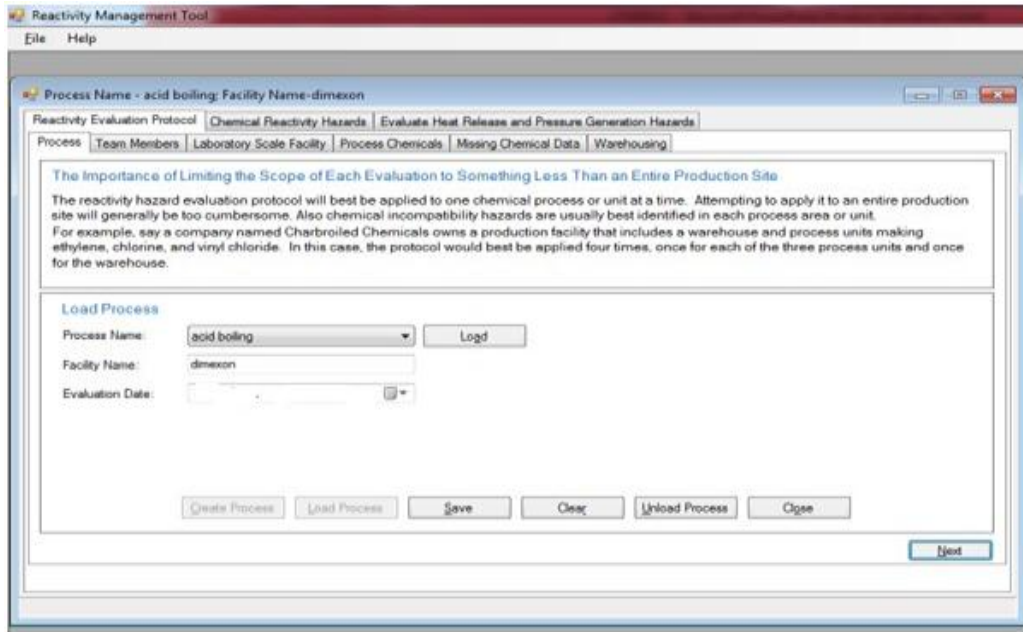 Reactivity Management Tool
File Help
Process Name - acid boiling; Facility Name-dimexon
Reactivity Evaluation Protocol Chemical Reactivity Hazards Evaluate Heat Release and Pressure Generation Hazards
Process Team Members Laboratory Scale Facility Process Chemicals Missing Chemical Data Warehousing
The Importance of Limiting the Scope of Each Evaluation to Something Less Than an Entire Production Site
The reactivity hazard evaluation protocol will best be applied to one chemical process or unit at a time. Attempting to apply it to an entire production
site will generally be too cumbersome. Also chemical incompatibility hazards are usually best identified in each process area or unit.
For example, say a company named Charbroiled Chemicals owns a production facility that includes a warehouse and process units making
ethylene, chlorine, and vinyl chloride. In this case, the protocol would best be applied four times, once for each of the three process units and once
for the warehouse.
Load Process
Process Name: acid boiling Load
Facility Name: dimexon
Evaluation Date:
Create Process Load Process Save Clear Unload Process Close
Next